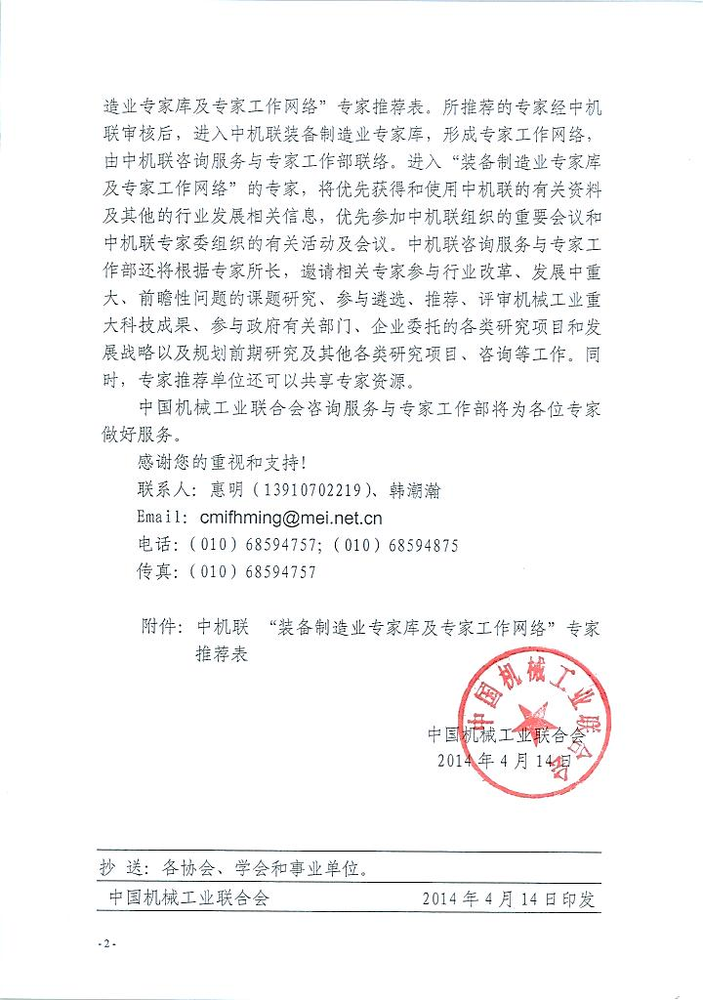 造业专家库及专家工作网络”专家推荐表。所推荐的专家经中机
联审核后，进入中机联装备制造业专家库，形成专家工作网络，
由中机联咨询服务与专家工作部联络。进入“装备制造业专家库
及专家工作网络”的专家，将优先获得和使用中机联的有关资料
及其他的行业发展相关信息，优先参加中机联组织的重要会议和
中机联专家委组织的有关活动及会议。中机联咨询服务与专家工
作部还将根据专家所长，邀请相关专家参与行业改革、发展中重
大、前瞻性问题的课题研究、参与遴选、推荐、评审机械工业重
大科技成果、参与政府有关部门、企业委托的各类研究项目和发
展战略以及规划前期研究及其他各类研究项目、咨询等工作。同
时，专家推荐单位还可以共享专家资源。
中国机械工业联合会咨询服务与专家工作部将为各位专家
做好服务。
感谢您的重视和支持！
联系人：惠明（13910702219）、韩潮瀚
Email：cmifhming@mei.net.cn
电话：（010）68594757；（010）68594875
传真：（010）68594757
附件：中机联 “装备制造业专家库及专家工作网络”专家
推荐表
中国机械工业联合会
中国机械工业联合会
2014年4月14日
抄 送：各协会、学会和事业单位。
中国机械工业联合会 2014年4月14日印发
-2-